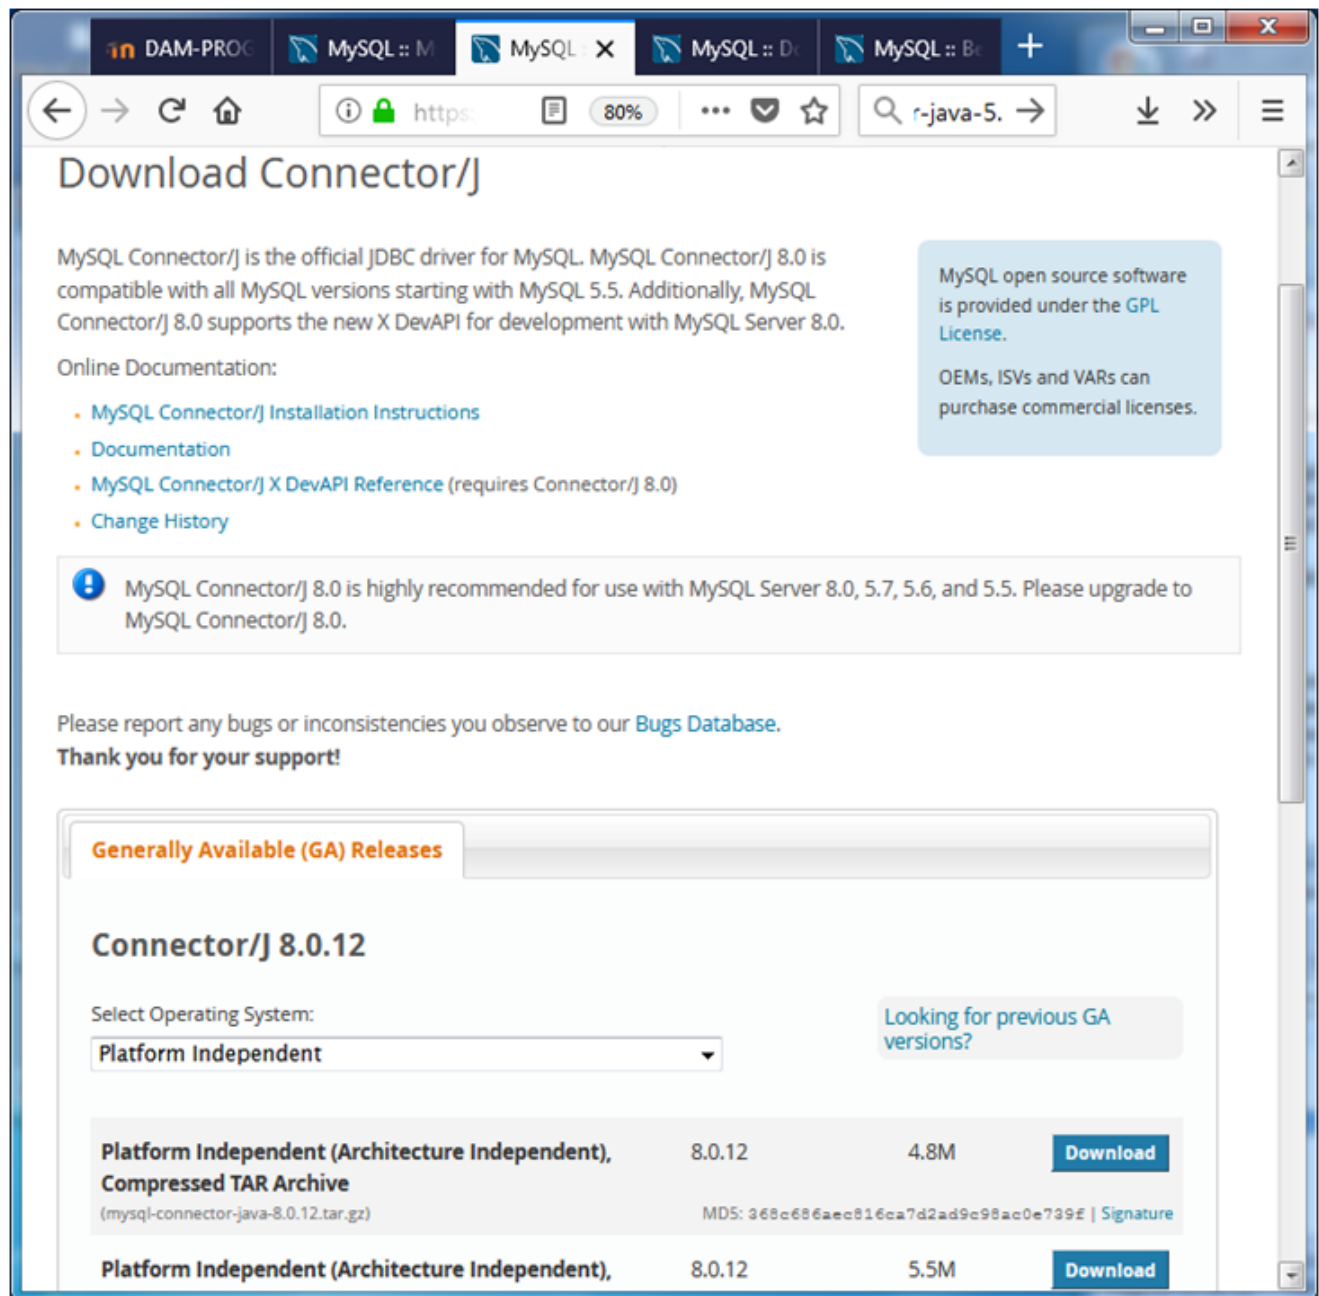 DAM-PROG
MySQL :: M
MySQL :
MySQL :: Do
MySQL :: Be
https:
80%
r-java-5.
Download Connector/J
MySQL Connector/J is the official JDBC driver for MySQL. MySQL Connector/J 8.0 is
compatible with all MySQL versions starting with MySQL 5.5. Additionally, MySQL
Connector/J 8.0 supports the new X DevAPI for development with MySQL Server 8.0.
MySQL open source software
is provided under the GPL
License.
OEMs, ISVs and VARs can
purchase commercial licenses.
Online Documentation:
MySQL Connector/J Installation Instructions
Documentation
MySQL Connector/J X DevAPI Reference (requires Connector/J 8.0)
Change History
MySQL Connector/J 8.0 is highly recommended for use with MySQL Server 8.0, 5.7, 5.6, and 5.5. Please upgrade to
MySQL Connector/J 8.0.
Please report any bugs or inconsistencies you observe to our Bugs Database.
Thank you for your support!
Generally Available (GA) Releases
Connector/J 8.0.12
Select Operating System:
Platform Independent
Looking for previous GA
versions?
Platform Independent (Architecture Independent), 8.0.12 4.8M Download
Compressed TAR Archive
(mysql-connector-java-8.0.12.tar.gz) MD5: 368c686aec816ca7d2ad9c98ac0e739f | Signature
Platform Independent (Architecture Independent), 8.0.12 5.5M Download